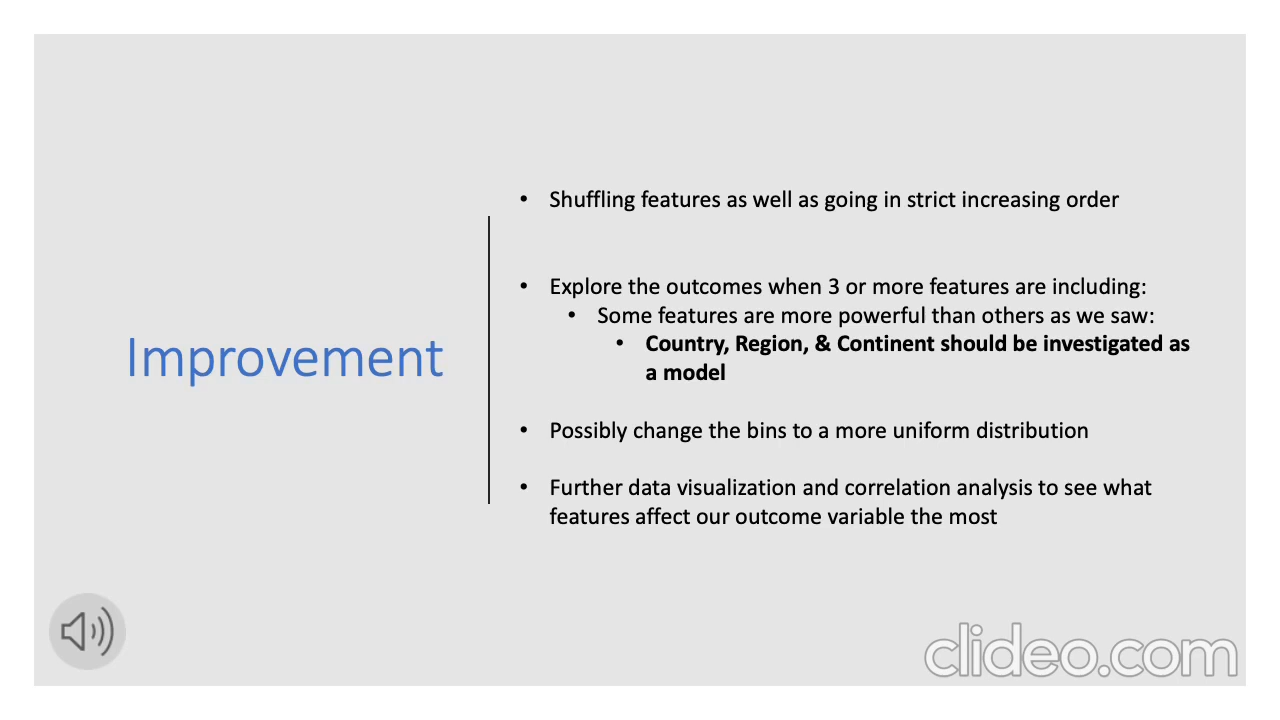 Improvement
• Shuffling features as well as going in strict increasing order
• Explore the outcomes when 3 or more features are including:
• Some features are more powerful than others as we saw:
• Country, Region, & Continent should be investigated as
a model
• Possibly change the bins to a more uniform distribution
• Further data visualization and correlation analysis to see what
features affect our outcome variable the most
clideo.com